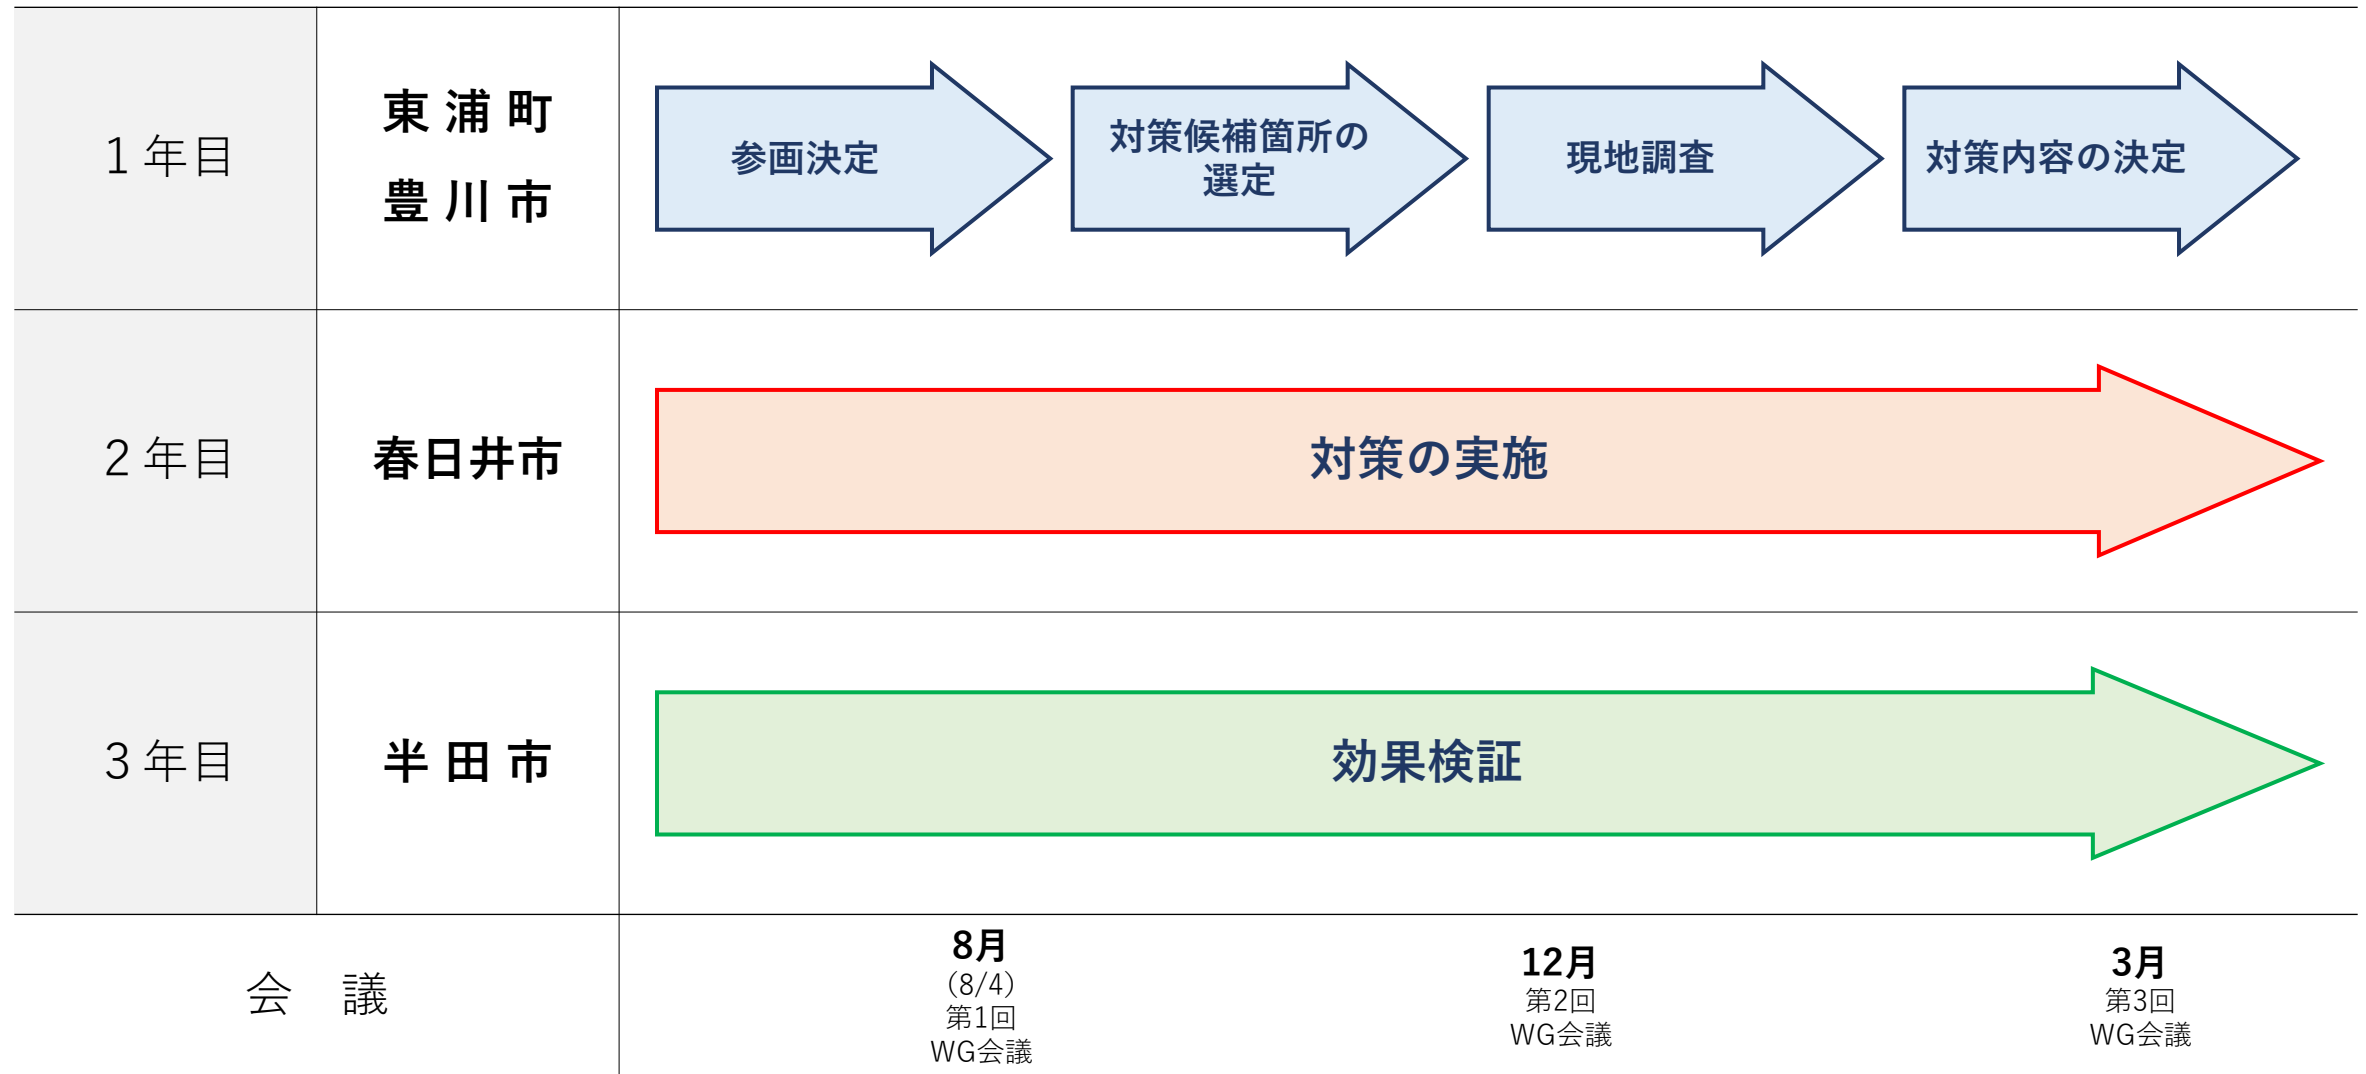 1年目
東浦町
豊川市
参画決定
対策候補箇所の
選定
現地調査
対策内容の決定
2年目
春日井市
対策の実施
3年目
半田市
効果検証
会　議
8月
（8/4）
第1回
WG会議
12月
第2回
WG会議
3月
第3回
WG会議